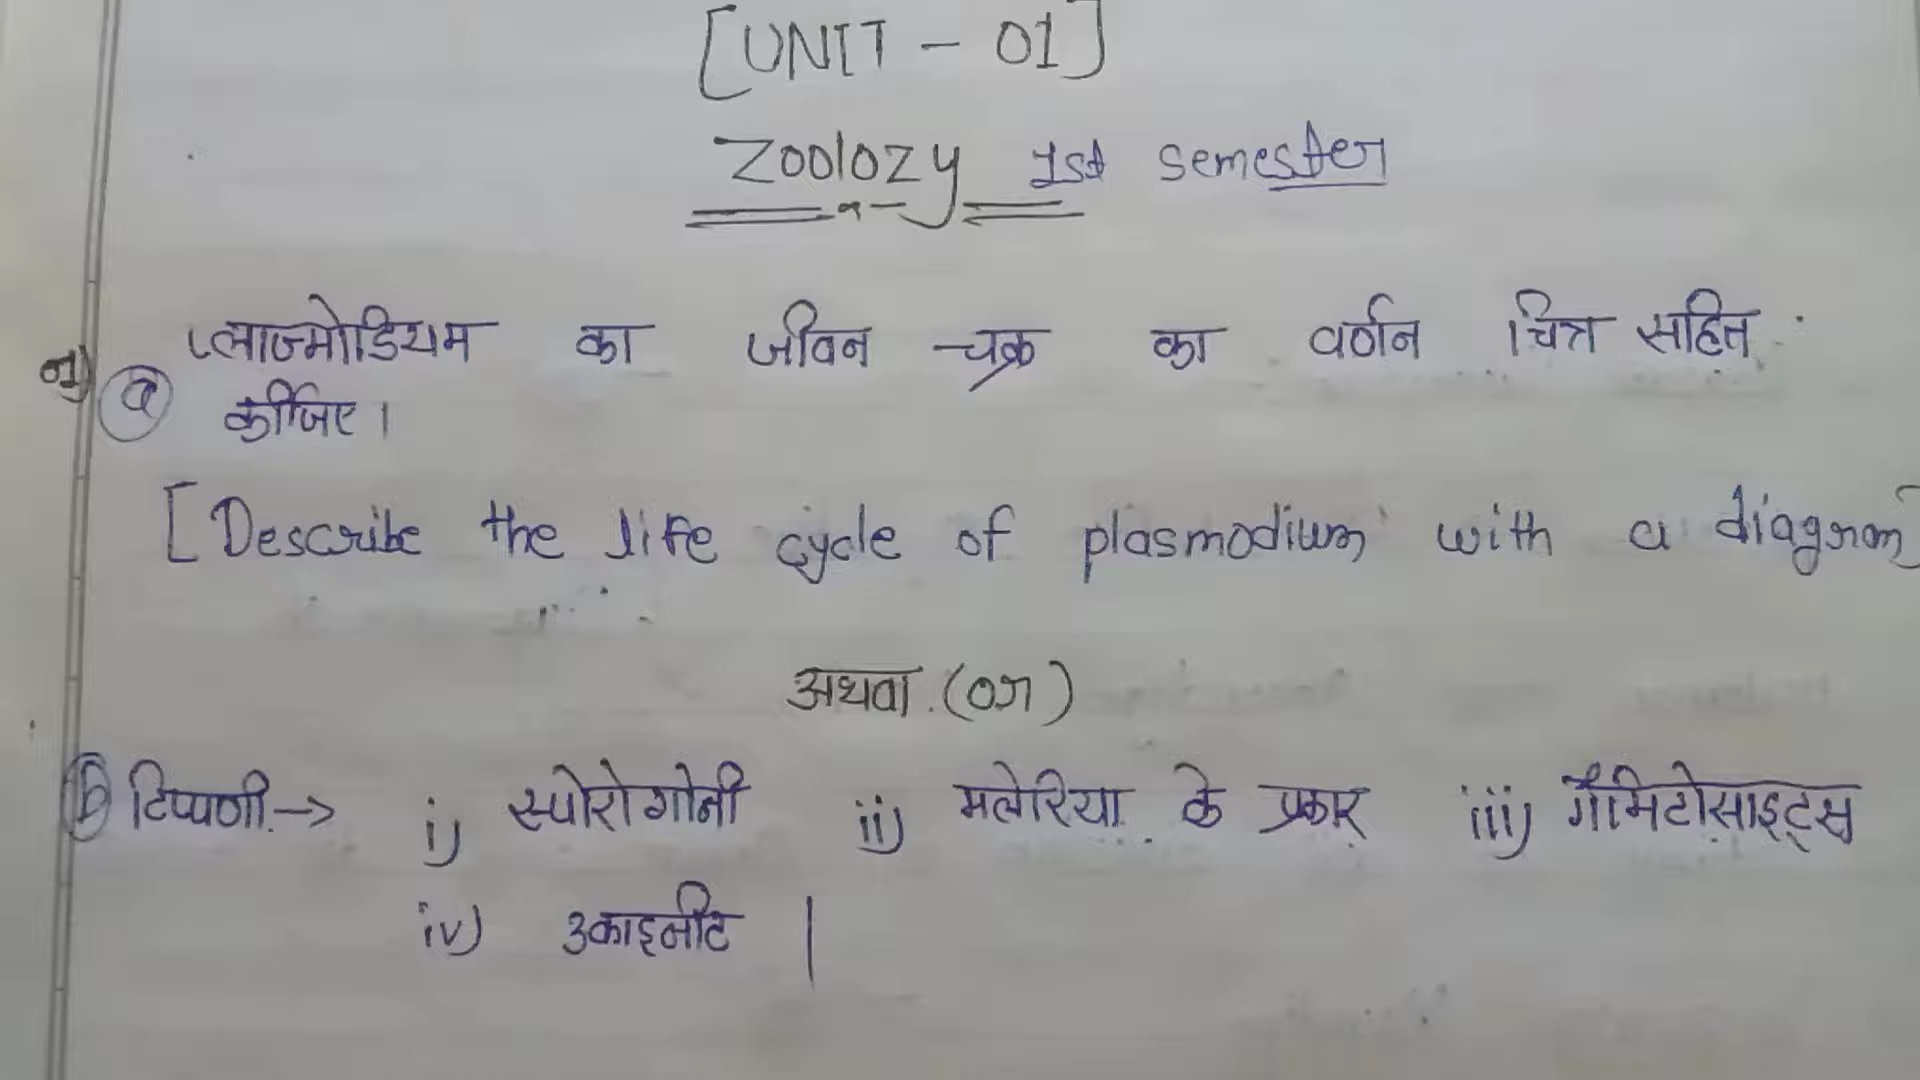 [UNIT - 01]
Zoolozy 1st semester
प्लाज्मोडियम का जीवन चक्र का वर्णन चित्र सहित
१) (a) कीजिए।
[Describe the life cycle of plasmodium with a diagram]
अथवा (or)
(b) टिप्पणी → i) स्पोरोगोनी ii) मलेरिया के प्रकार iii) गैमिटोसाइट्स
iv) उकाइनीट |